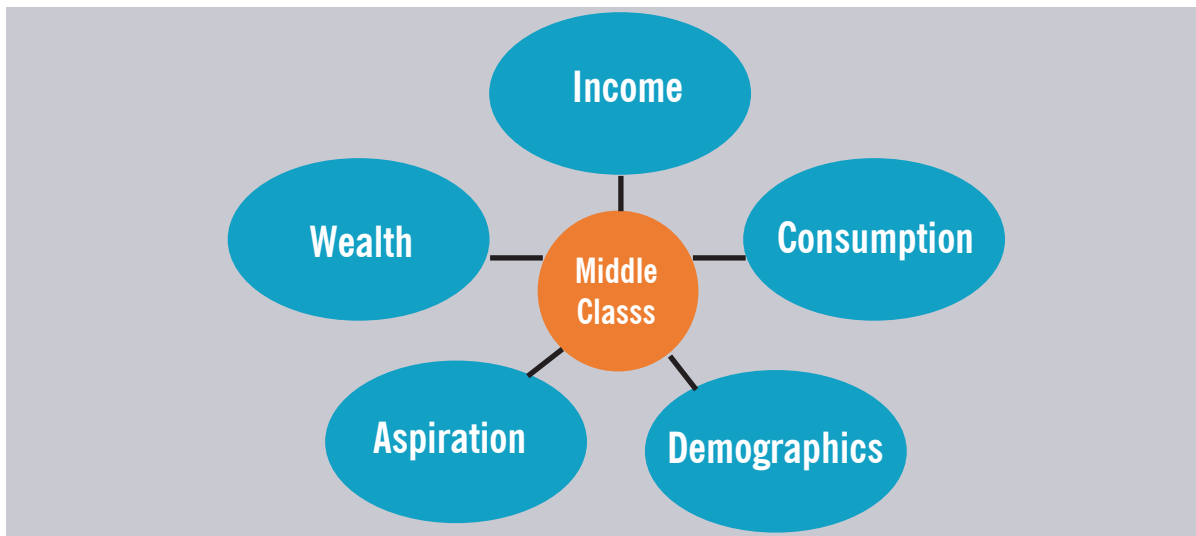 Income
Wealth
Consumption
Middle
Classs
Aspiration
Demographics